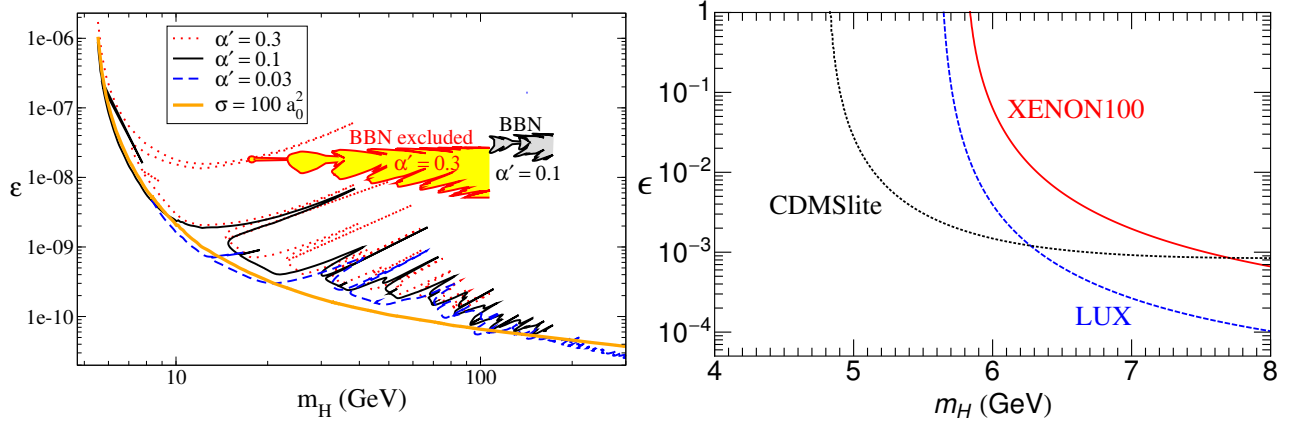 1e-06
1e-07
1e-08
1e-09
1e-10
ε
α′ = 0.3
α′ = 0.1
α′ = 0.03
σ = 100 a₀²
BBN excluded
α′ = 0.3
BBN
α′ = 0.1
10
100
m_H (GeV)
1
10⁻¹
10⁻²
10⁻³
10⁻⁴
ϵ
XENON100
CDMSlite
LUX
4
5
6
7
8
m_H (GeV)